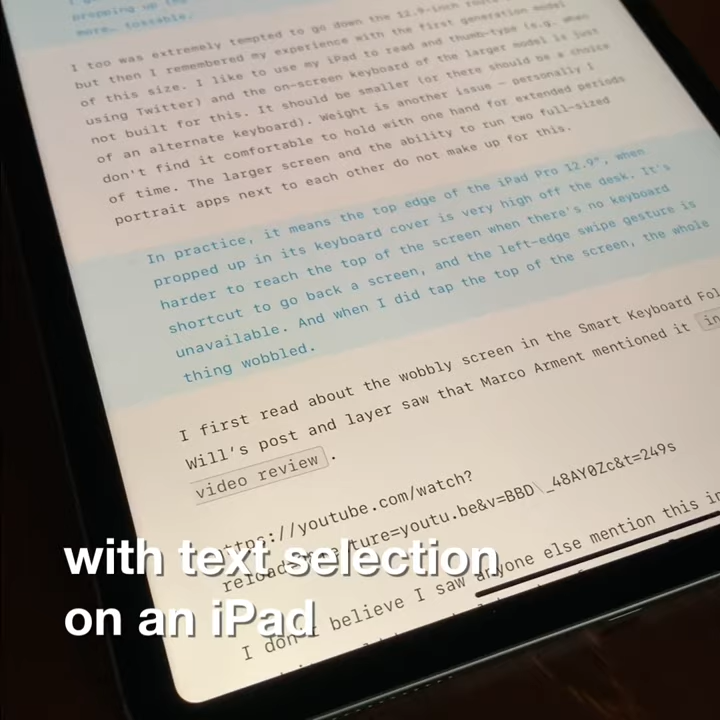 propping up
more… tossable.
I too was extremely tempted to go down the 12.9-inch
but then I remembered my experience with the first generation model
of this size. I like to use my iPad to read and thumb-type (e.g. when
using Twitter) and the on-screen keyboard of the larger model is just
not built for this. It should be smaller (or there should be a choice
of an alternate keyboard). Weight is another issue – personally I
don't find it comfortable to hold with one hand for extended periods
of time. The larger screen and the ability to run two full-sized
portrait apps next to each other do not make up for this.
In practice, it means the top edge of the iPad Pro 12.9", when
propped up in its keyboard cover is very high off the desk. It's
harder to reach the top of the screen when there's no keyboard
shortcut to go back a screen, and the left-edge swipe gesture is
unavailable. And when I did tap the top of the screen, the whole
thing wobbled.
I first read about the wobbly screen in the Smart Keyboard Fol
Will's post and layer saw that Marco Arment mentioned it in
video review.
https://youtube.com/watch?
ture=youtu.be&v=BBD\_48AY0Zc&t=249s
I don't believe I saw anyone else mention this in
with text selection
on an iPad